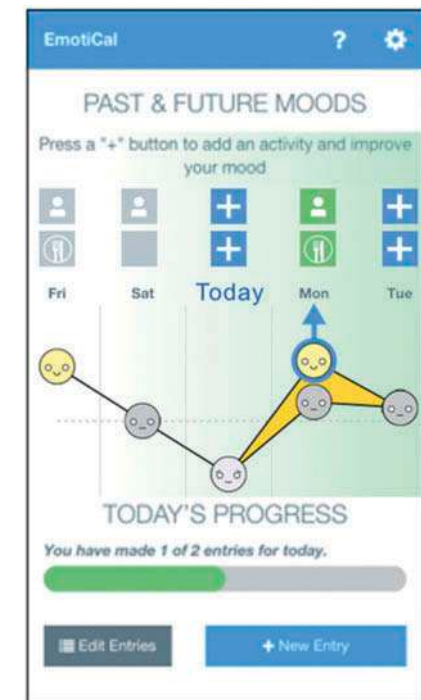 EmotiCal ?
PAST & FUTURE MOODS
Press a "+" button to add an activity and improve
your mood
Fri Sat Today Mon Tue
TODAY'S PROGRESS
You have made 1 of 2 entries for today.
Edit Entries + New Entry